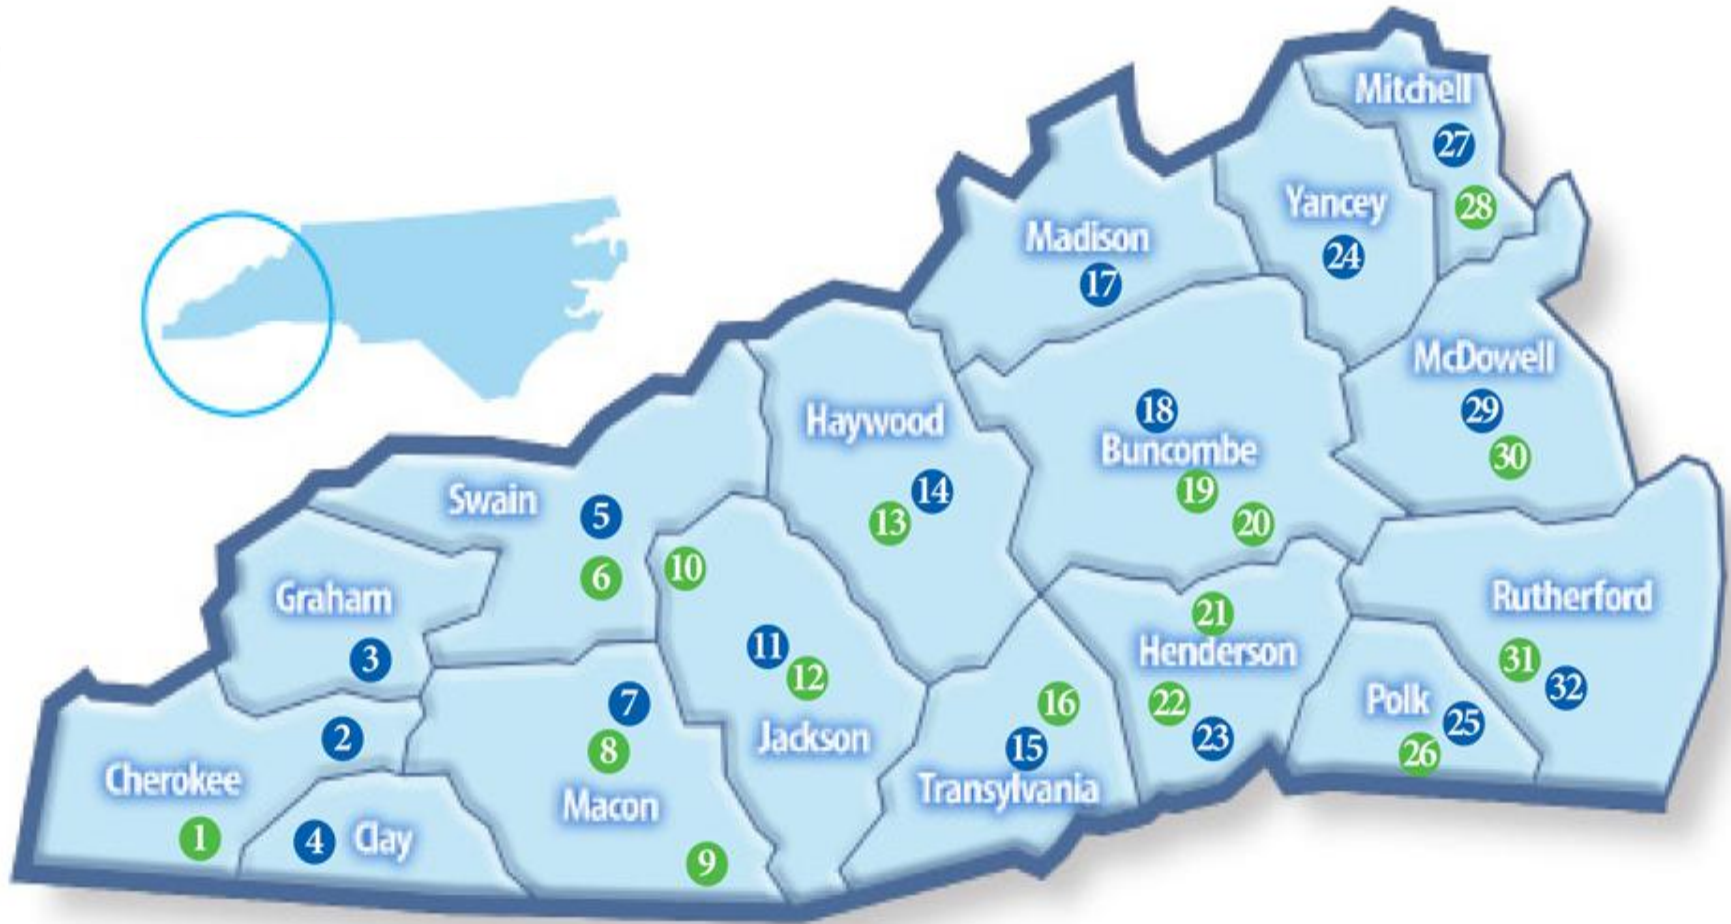 Mitchell
27
Yancey
28
Madison
24
17
McDowell
18
29
Haywood
Buncombe
30
Swain
14
19
5
13
20
10
6
Graham
21
Rutherford
11
Henderson
31
3
12
32
7
16
22
Polk
25
2
8
Jackson
15
23
26
Cherokee
Transylvania
Macon
1
4
Clay
9